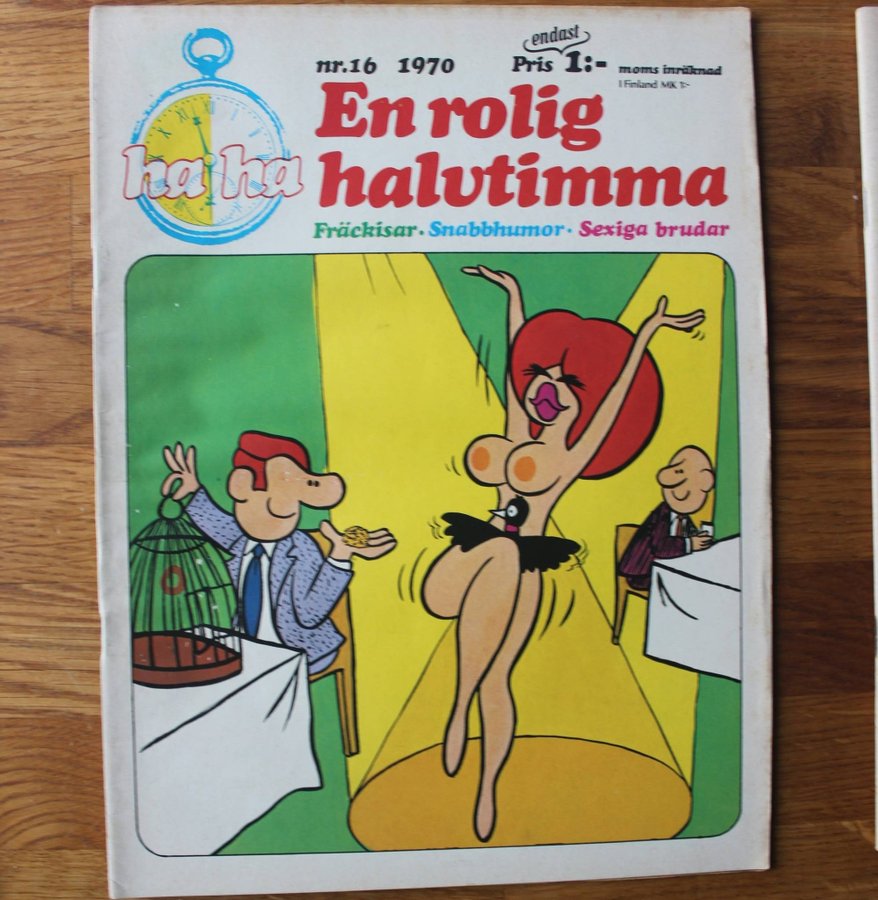 nr.16 1970
endast
Pris 1:- moms inräknad
I Finland MK 1:-
ha ha
En rolig
halvtimma
Fräckisar · Snabbhumor · Sexiga brudar